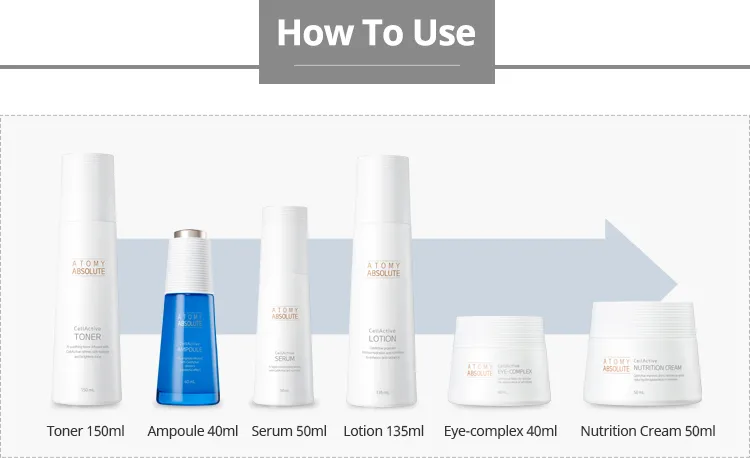 How To Use
ATOMY
ABSOLUTE
CellActive
TONER
ATOMY
ABSOLUTE
CellActive
AMPOULE
ATOMY
ABSOLUTE
CellActive
SERUM
ATOMY
ABSOLUTE
CellActive
LOTION
ATOMY
ABSOLUTE
CellActive
EYE-COMPLEX
ATOMY
ABSOLUTE
CellActive
NUTRITION CREAM
Toner 150ml
Ampoule 40ml
Serum 50ml
Lotion 135ml
Eye-complex 40ml
Nutrition Cream 50ml